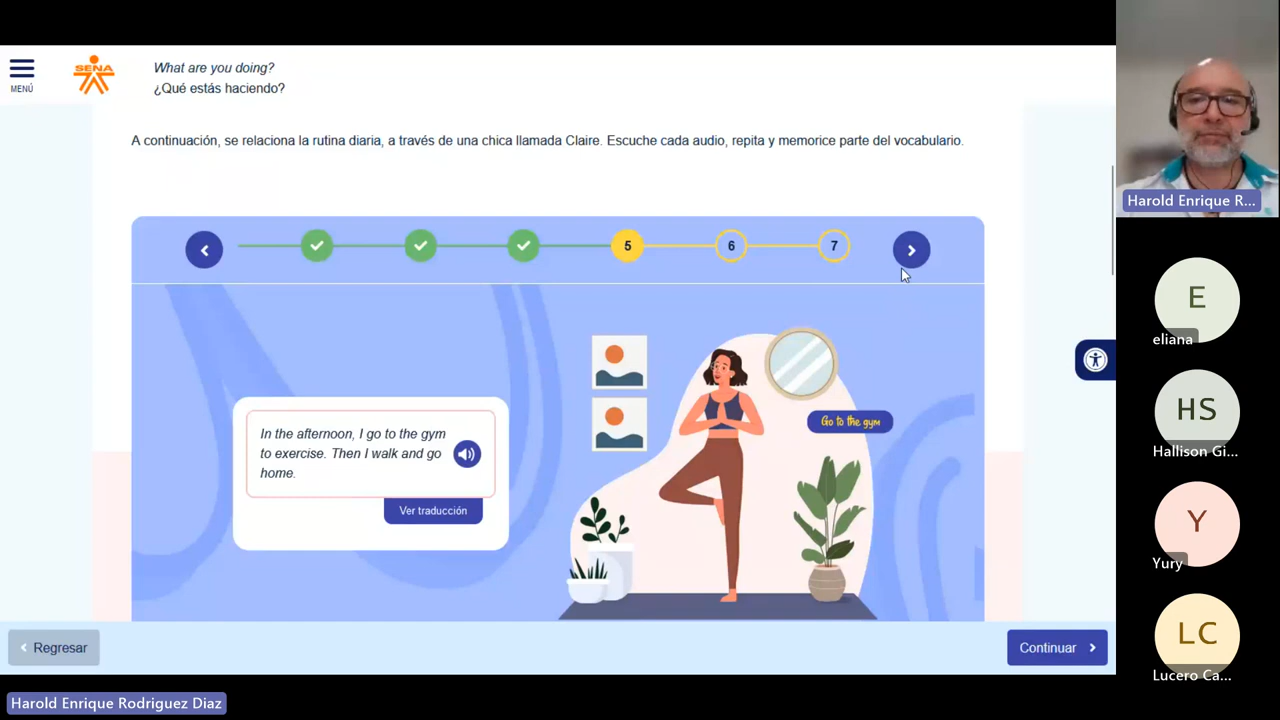 MENÚ
SENA
What are you doing?
¿Qué estás haciendo?
A continuación, se relaciona la rutina diaria, a través de una chica llamada Claire. Escuche cada audio, repita y memorice parte del vocabulario.
5
6
7
In the afternoon, I go to the gym
to exercise. Then I walk and go
home.
Ver traducción
Go to the gym
Regresar
Continuar
Harold Enrique R...
E
eliana
HS
Hallison Gi...
Y
Yury
LC
Lucero Ca...
Harold Enrique Rodriguez Diaz